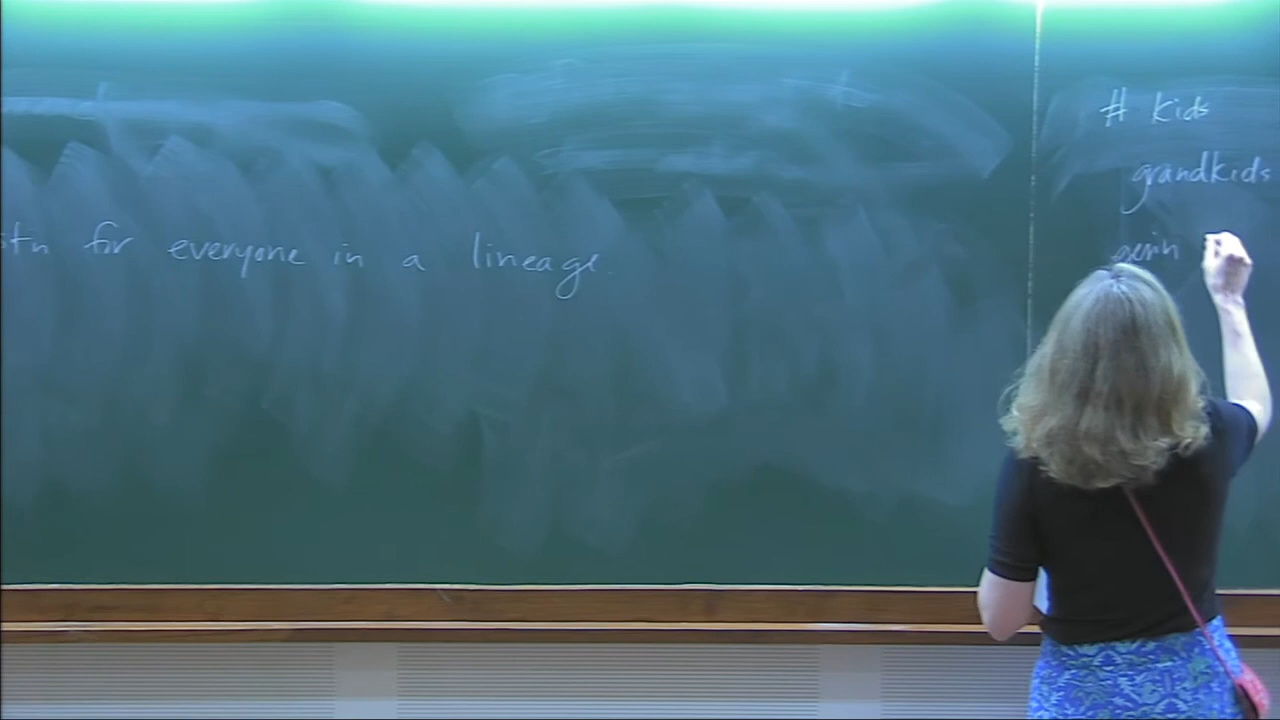 for everyone in a lineage.
# kids
grandkids